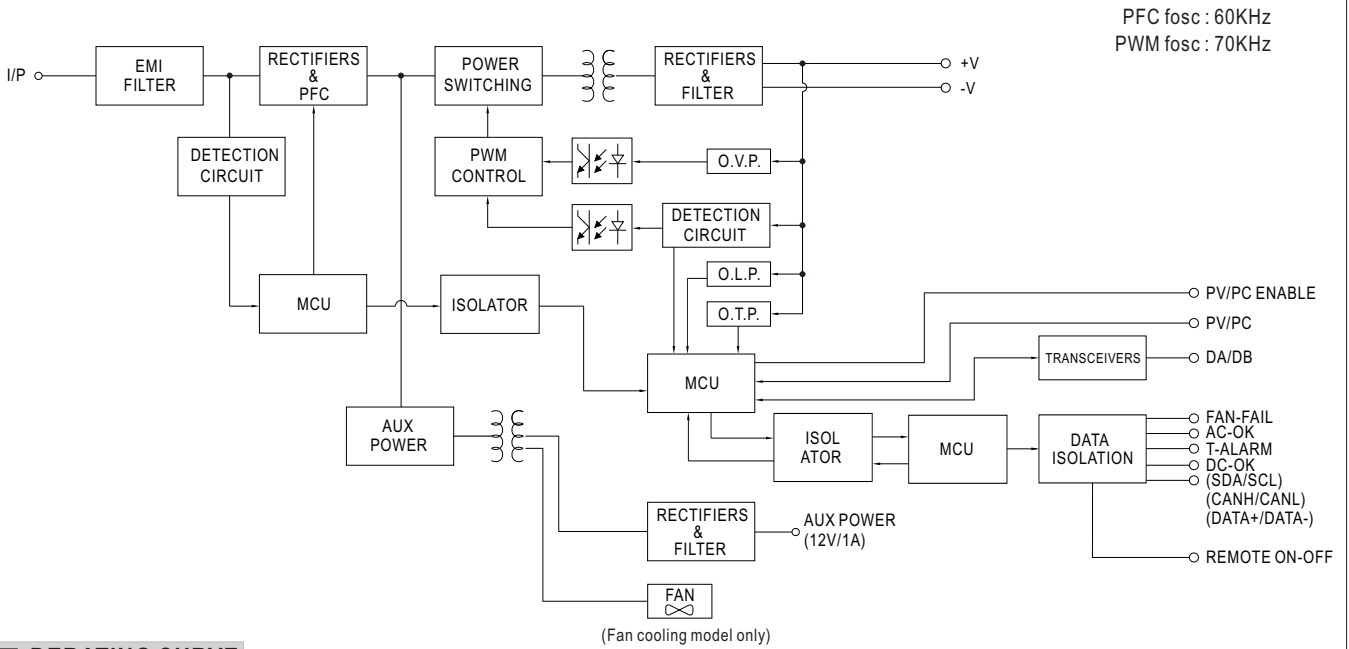 PFC fosc : 60KHz
PWM fosc : 70KHz
I/P
EMI
FILTER
RECTIFIERS
&
PFC
POWER
SWITCHING
RECTIFIERS
&
FILTER
+V
-V
DETECTION
CIRCUIT
PWM
CONTROL
O.V.P.
DETECTION
CIRCUIT
O.L.P.
O.T.P.
MCU
ISOLATOR
MCU
PV/PC ENABLE
PV/PC
TRANSCEIVERS
DA/DB
AUX
POWER
ISOL
ATOR
MCU
DATA
ISOLATION
FAN-FAIL
AC-OK
T-ALARM
DC-OK
(SDA/SCL)
(CANH/CANL)
(DATA+/DATA-)
RECTIFIERS
&
FILTER
AUX POWER
(12V/1A)
REMOTE ON-OFF
FAN
(Fan cooling model only)
DERATING CURVE